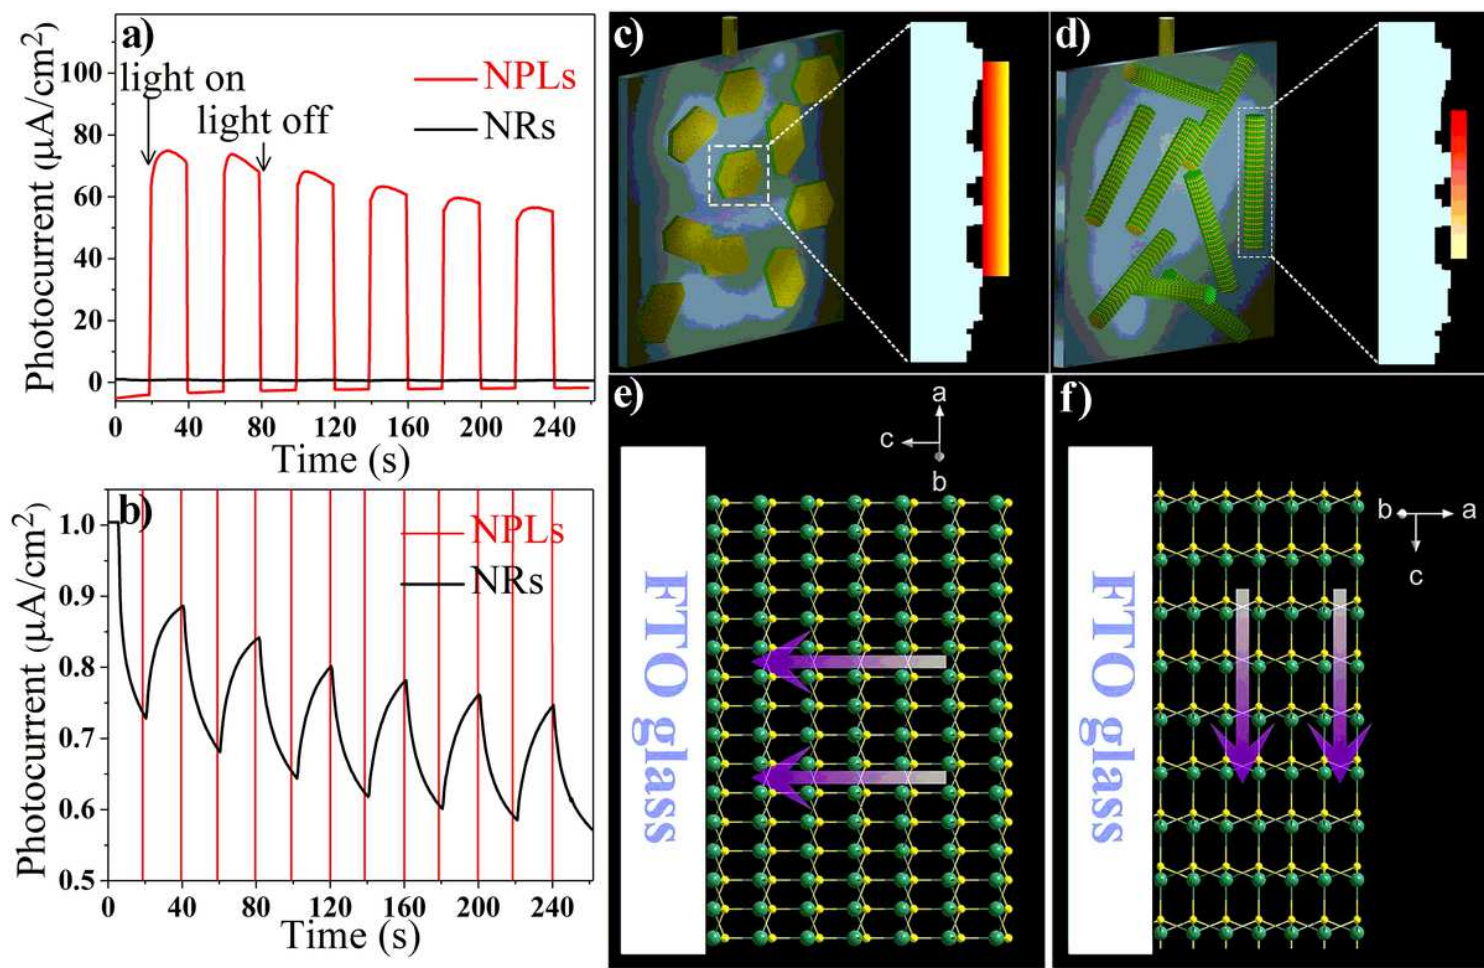 a)
Photocurrent (μA/cm²)
100
80
60
40
20
0
light on
light off
NPLs
NRs
0 40 80 120 160 200 240
Time (s)
b)
Photocurrent (μA/cm²)
1.0
0.9
0.8
0.7
0.6
0.5
NPLs
NRs
0 40 80 120 160 200 240
Time (s)
c)
d)
e)
a
c
b
FTO glass
f)
b
a
c
FTO glass